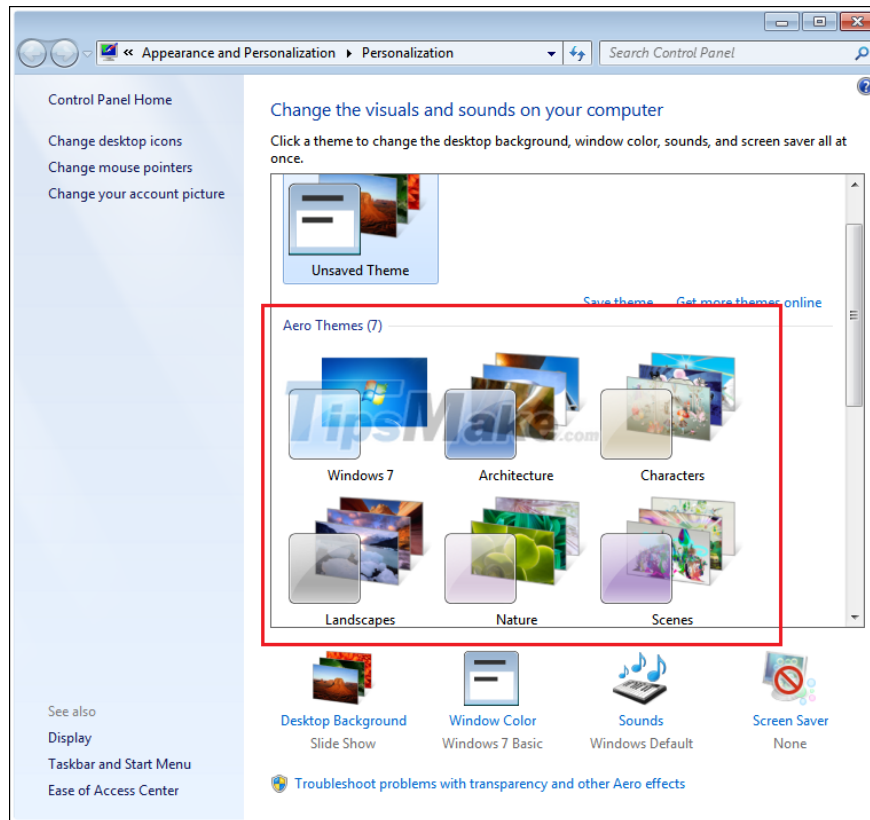 « Appearance and Personalization ▸ Personalization
Search Control Panel
Control Panel Home
Change desktop icons
Change mouse pointers
Change your account picture
Change the visuals and sounds on your computer
Click a theme to change the desktop background, window color, sounds, and screen saver all at
once.
Unsaved Theme
Save theme Get more themes online
Aero Themes (7)
TipsMake.com
Windows 7 Architecture Characters
Landscapes Nature Scenes
Desktop Background Window Color Sounds Screen Saver
Slide Show Windows 7 Basic Windows Default None
See also
Display
Taskbar and Start Menu
Ease of Access Center
Troubleshoot problems with transparency and other Aero effects